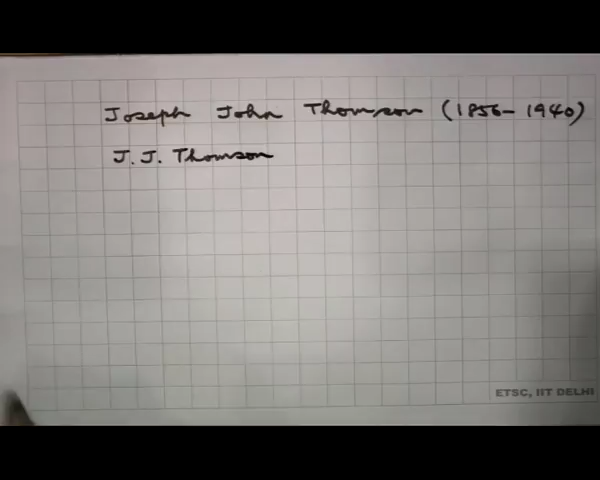 Joseph John Thomson (1856-1940)
J. J. Thomson
ETSC, IIT DELHI